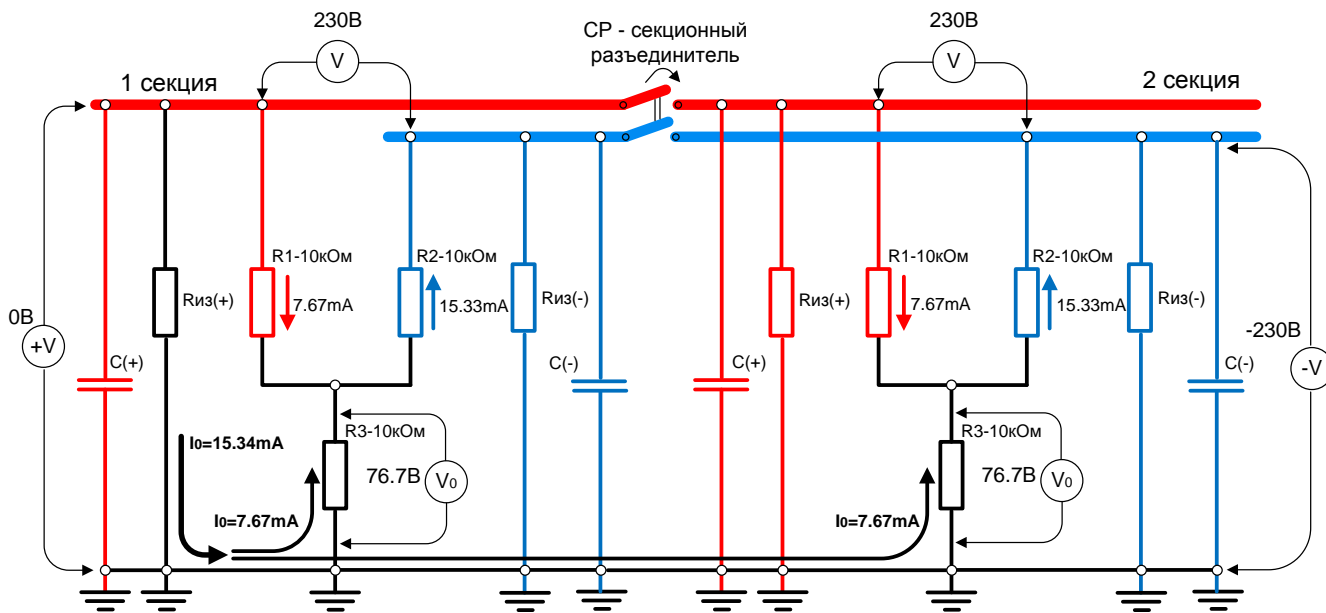 230В
СР - секционный
разъединитель
230В
V
V
1 секция
2 секция
R1-10кОм
R2-10кОм
R1-10кОм
R2-10кОм
Rиз(+)
7.67mA
15.33mA
Rиз(-)
Rиз(+)
7.67mA
15.33mA
Rиз(-)
0В
+V
-230В
-V
C(+)
C(-)
C(+)
C(-)
I0=15.34mA
R3-10кОм
R3-10кОм
76.7В
V0
76.7В
V0
I0=7.67mA
I0=7.67mA